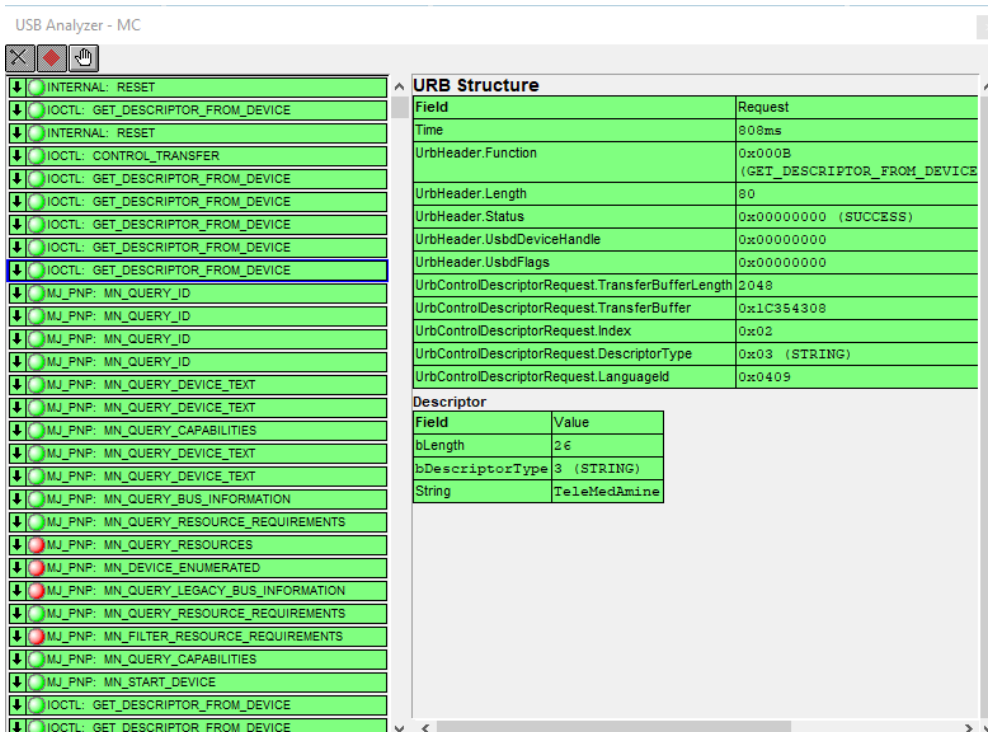 USB Analyzer - MC
INTERNAL: RESET
IOCTL: GET_DESCRIPTOR_FROM_DEVICE
INTERNAL: RESET
IOCTL: CONTROL_TRANSFER
IOCTL: GET_DESCRIPTOR_FROM_DEVICE
IOCTL: GET_DESCRIPTOR_FROM_DEVICE
IOCTL: GET_DESCRIPTOR_FROM_DEVICE
IOCTL: GET_DESCRIPTOR_FROM_DEVICE
IOCTL: GET_DESCRIPTOR_FROM_DEVICE
MJ_PNP: MN_QUERY_ID
MJ_PNP: MN_QUERY_ID
MJ_PNP: MN_QUERY_ID
MJ_PNP: MN_QUERY_ID
MJ_PNP: MN_QUERY_DEVICE_TEXT
MJ_PNP: MN_QUERY_DEVICE_TEXT
MJ_PNP: MN_QUERY_CAPABILITIES
MJ_PNP: MN_QUERY_DEVICE_TEXT
MJ_PNP: MN_QUERY_DEVICE_TEXT
MJ_PNP: MN_QUERY_BUS_INFORMATION
MJ_PNP: MN_QUERY_RESOURCE_REQUIREMENTS
MJ_PNP: MN_QUERY_RESOURCES
MJ_PNP: MN_DEVICE_ENUMERATED
MJ_PNP: MN_QUERY_LEGACY_BUS_INFORMATION
MJ_PNP: MN_QUERY_RESOURCE_REQUIREMENTS
MJ_PNP: MN_FILTER_RESOURCE_REQUIREMENTS
MJ_PNP: MN_QUERY_CAPABILITIES
MJ_PNP: MN_START_DEVICE
IOCTL: GET_DESCRIPTOR_FROM_DEVICE
IOCTL: GET_DESCRIPTOR_FROM_DEVICE
URB Structure
Field Request
Time 808ms
UrbHeader.Function 0x000B
(GET_DESCRIPTOR_FROM_DEVICE
UrbHeader.Length 80
UrbHeader.Status 0x00000000 (SUCCESS)
UrbHeader.UsbdDeviceHandle 0x00000000
UrbHeader.UsbdFlags 0x00000000
UrbControlDescriptorRequest.TransferBufferLength 2048
UrbControlDescriptorRequest.TransferBuffer 0x1C354308
UrbControlDescriptorRequest.Index 0x02
UrbControlDescriptorRequest.DescriptorType 0x03 (STRING)
UrbControlDescriptorRequest.LanguageId 0x0409
Descriptor
Field Value
bLength 26
bDescriptorType 3 (STRING)
String TeleMedAmine